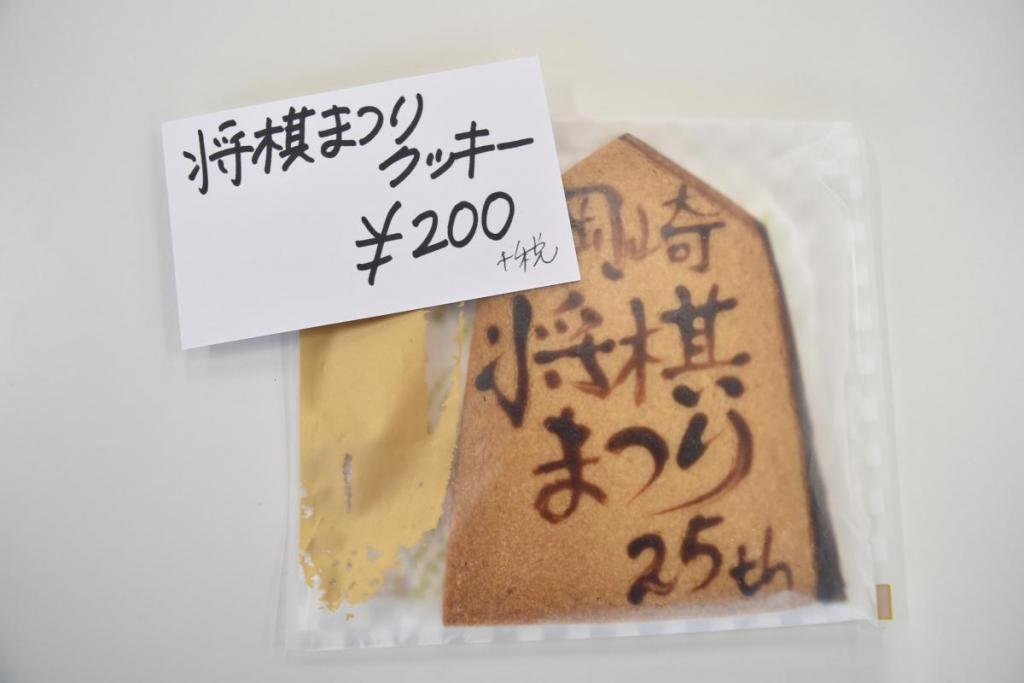 将棋まつり
クッキー
¥200
+税
岡崎
将棋
まつり
25th